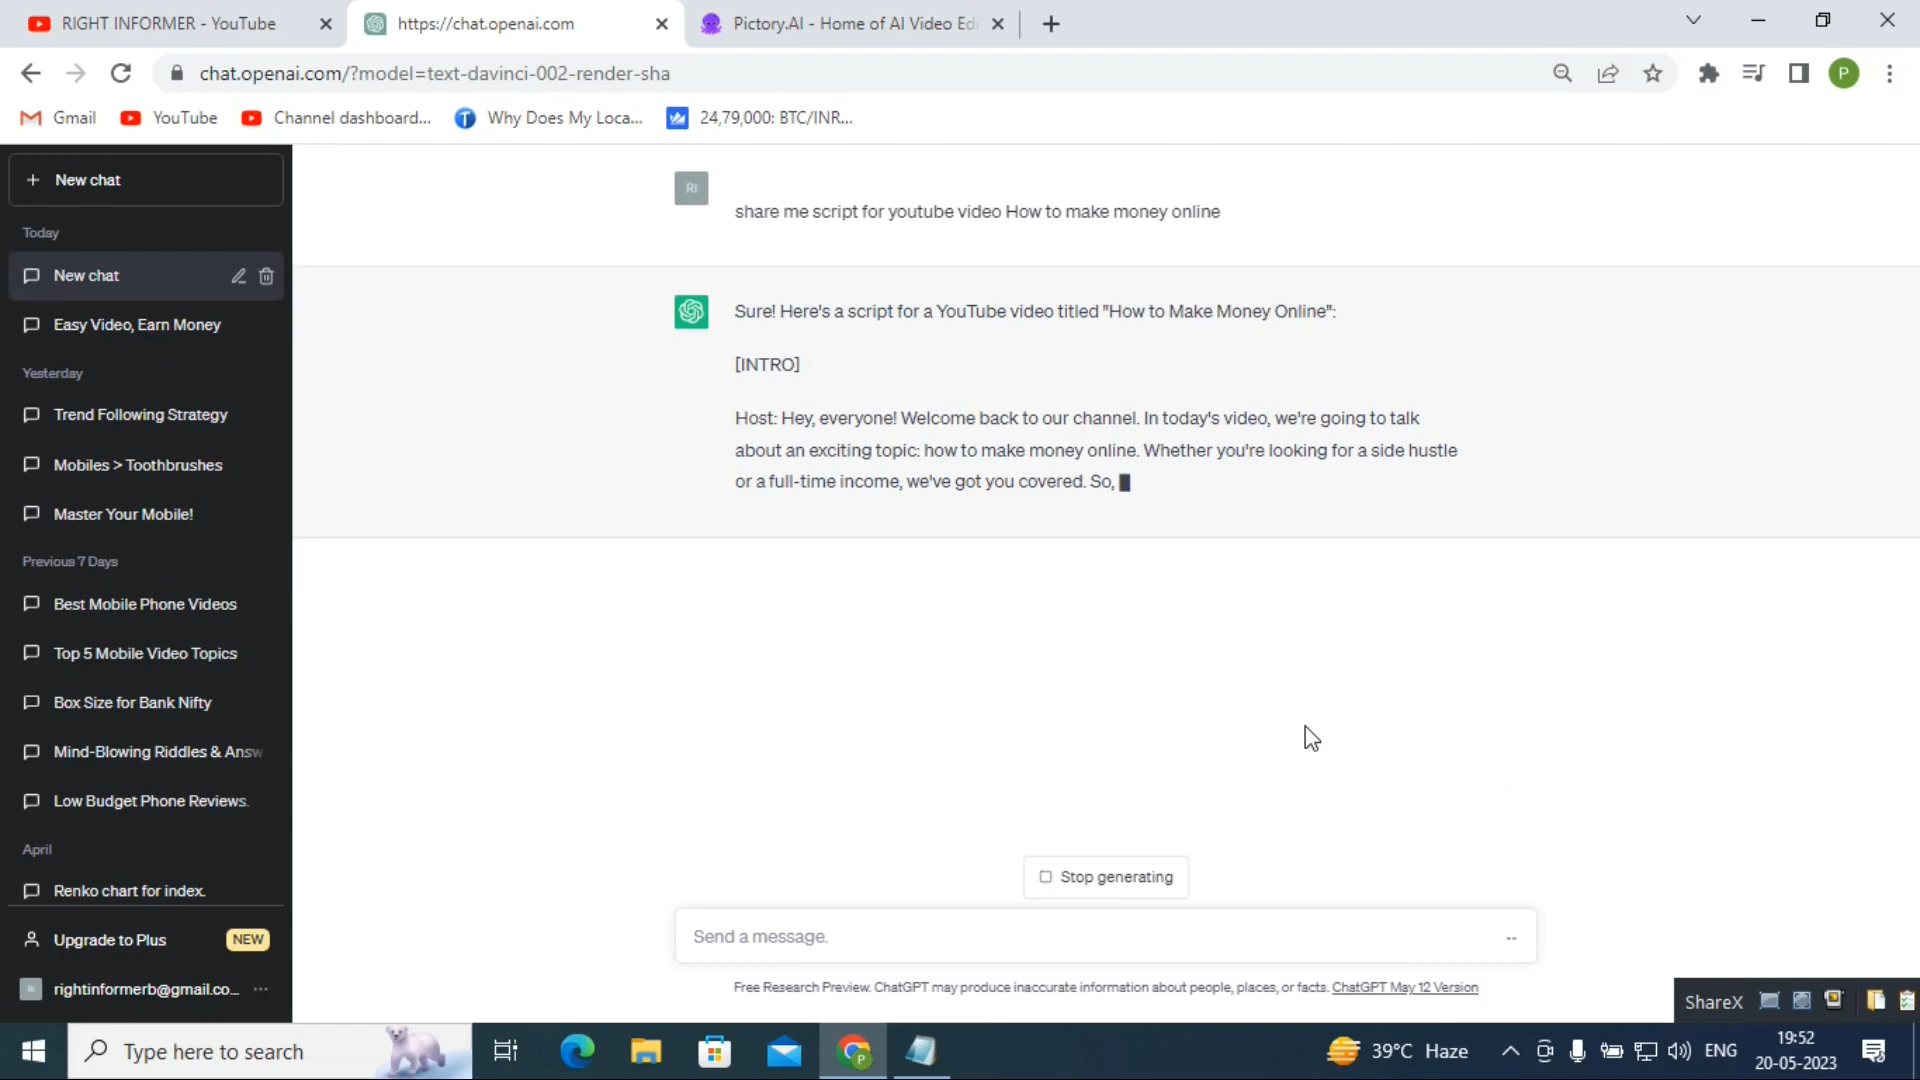 RIGHT INFORMER - YouTube
https://chat.openai.com
Pictory.AI - Home of AI Video Edi
chat.openai.com/?model=text-davinci-002-render-sha
P
Gmail
YouTube
Channel dashboard...
Why Does My Loca...
24,79,000: BTC/INR...
New chat
Today
New chat
Easy Video, Earn Money
Yesterday
Trend Following Strategy
Mobiles > Toothbrushes
Master Your Mobile!
Previous 7 Days
Best Mobile Phone Videos
Top 5 Mobile Video Topics
Box Size for Bank Nifty
Mind-Blowing Riddles & Answ
Low Budget Phone Reviews.
April
Renko chart for index.
Upgrade to Plus NEW
rightinformerb@gmail.co...
RI
share me script for youtube video How to make money online
Sure! Here's a script for a YouTube video titled "How to Make Money Online":
[INTRO]
Host: Hey, everyone! Welcome back to our channel. In today's video, we're going to talk
about an exciting topic: how to make money online. Whether you're looking for a side hustle
or a full-time income, we've got you covered. So,
Stop generating
Send a message.
Free Research Preview. ChatGPT may produce inaccurate information about people, places, or facts. ChatGPT May 12 Version
ShareX
Type here to search
P
39°C Haze
ENG
19:52
20-05-2023